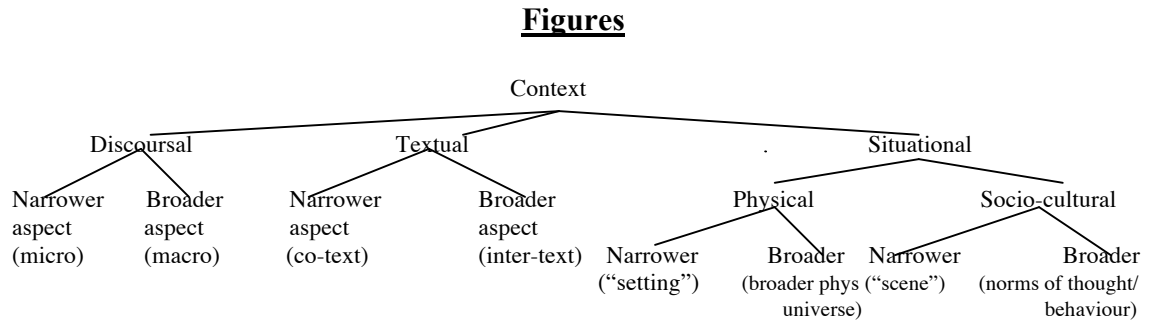 Figures
Context
Discoursal Textual . Situational
Narrower Broader Narrower Broader Physical Socio-cultural
aspect aspect aspect aspect
(micro) (macro) (co-text) (inter-text) Narrower Broader Narrower Broader
(“setting”) (broader phys (“scene”) (norms of thought/
universe) behaviour)